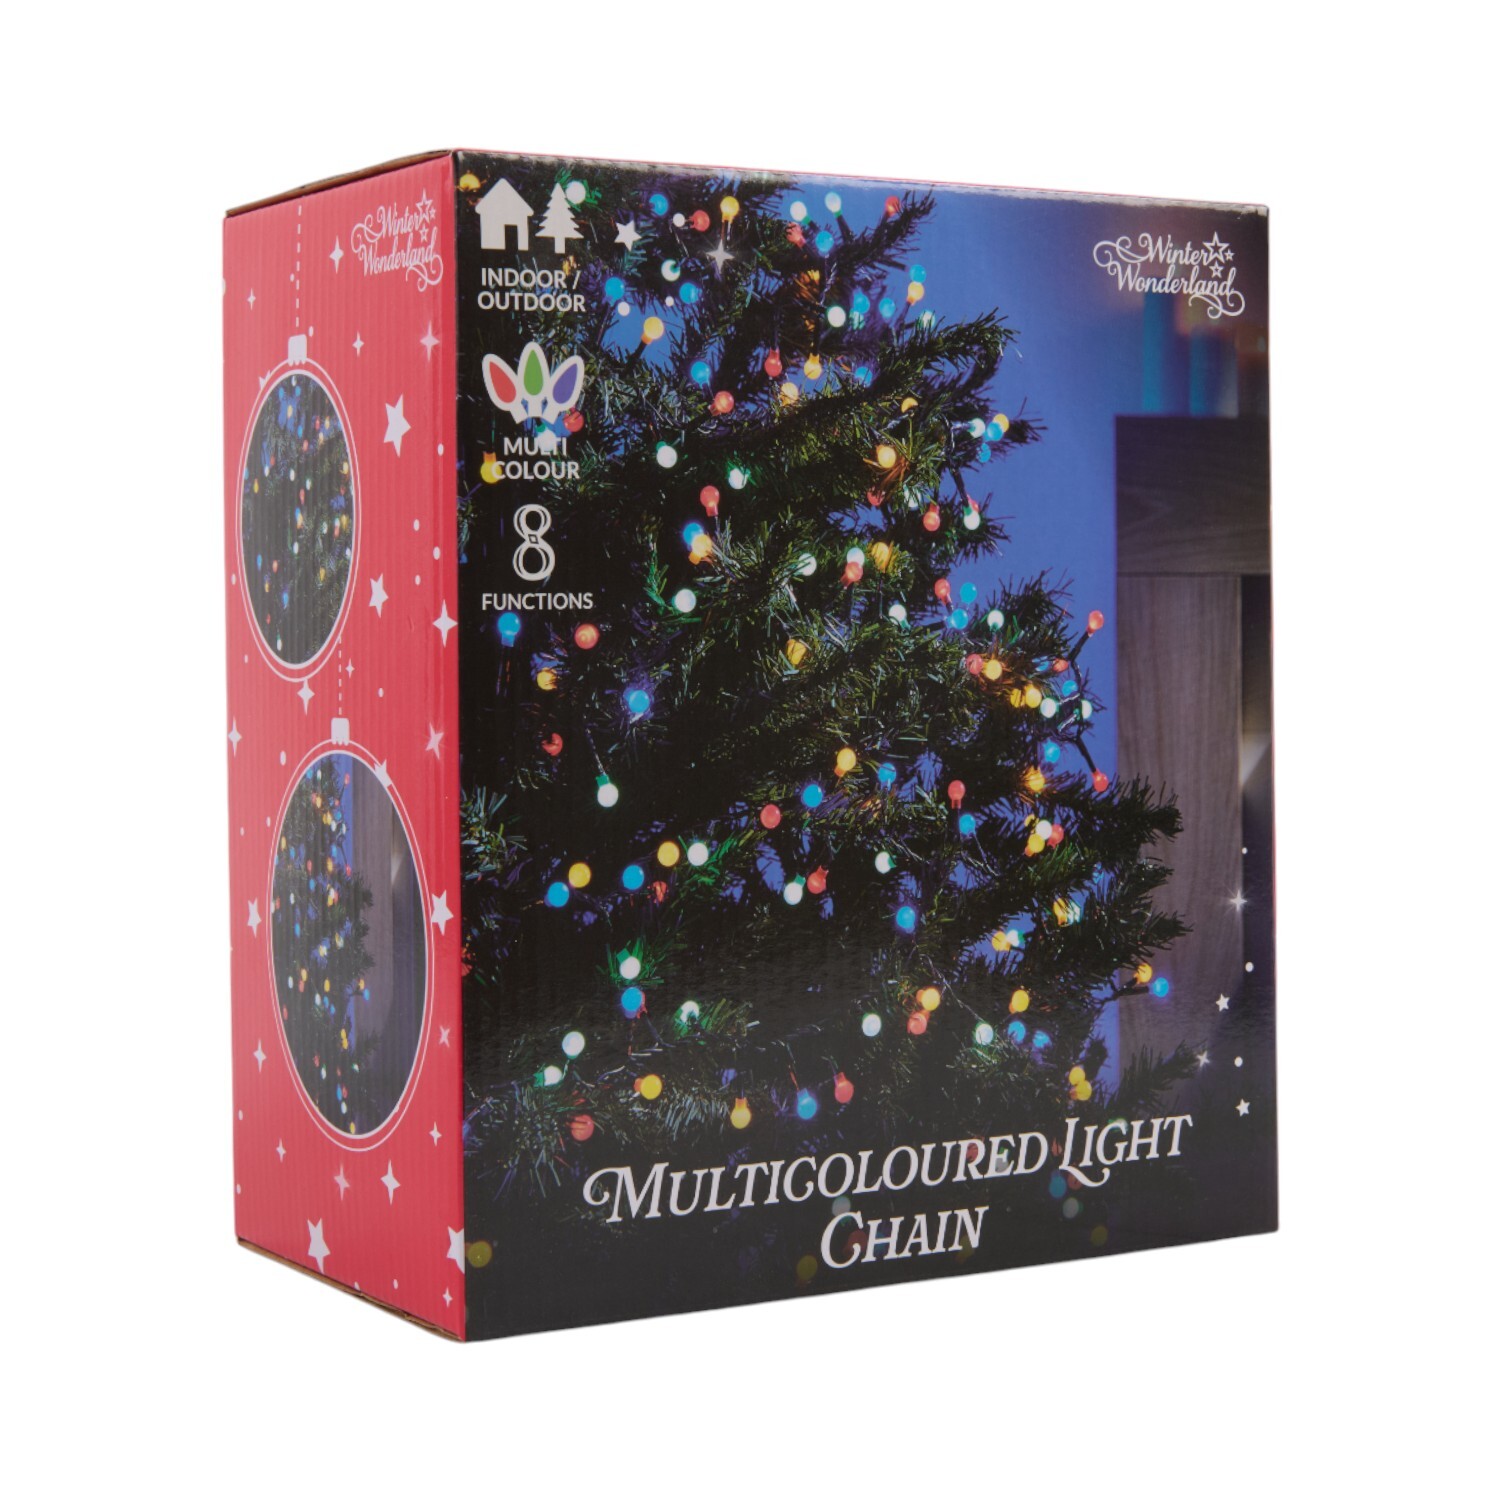 Winter
Wonderland
INDOOR /
OUTDOOR
MULTI
COLOUR
8
FUNCTIONS
Winter
Wonderland
MULTICOLOURED LIGHT
CHAIN